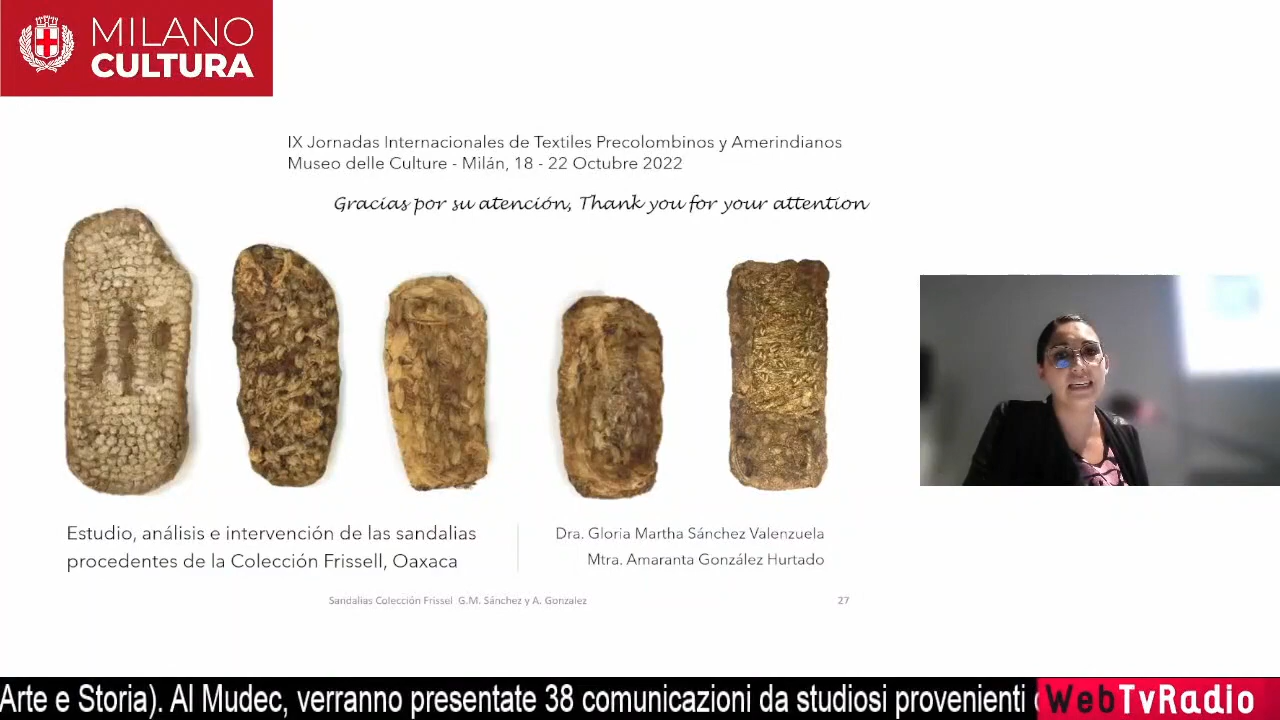 MILANO
CULTURA
IX Jornadas Internacionales de Textiles Precolombinos y Amerindianos
Museo delle Culture - Milán, 18 - 22 Octubre 2022
Gracias por su atención, Thank you for your attention
Estudio, análisis e intervención de las sandalias
procedentes de la Colección Frissell, Oaxaca
Dra. Gloria Martha Sánchez Valenzuela
Mtra. Amaranta González Hurtado
Sandalias Colección Frissel G.M. Sánchez y A. Gonzalez
27
Arte e Storia). Al Mudec, verranno presentate 38 comunicazioni da studiosi provenienti
WebTvRadio